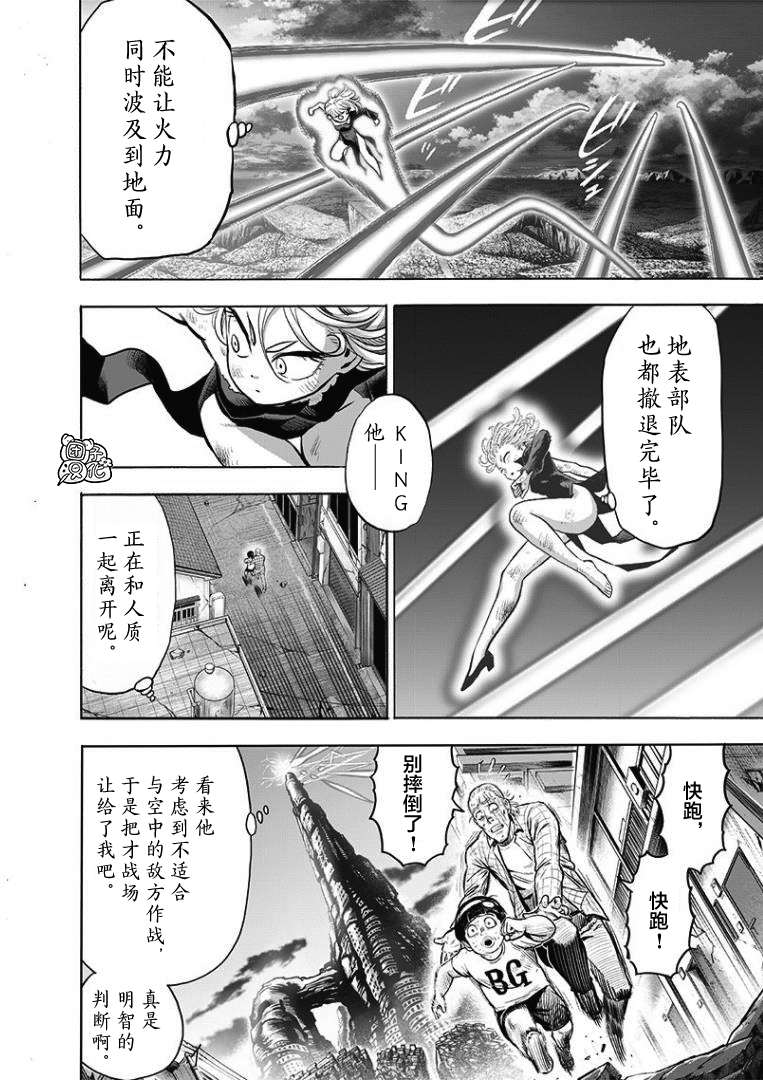 不能让火力
同时波及到地面。
地表部队
也都撤退完毕了。
KING
他——
正在和人质
一起离开呢。
快跑，
快跑！
别摔倒了！
BG
看来他
考虑到不适合
与空中的敌方作战，
于是把才战场
让给了我吧。
真是
明智的
判断啊。